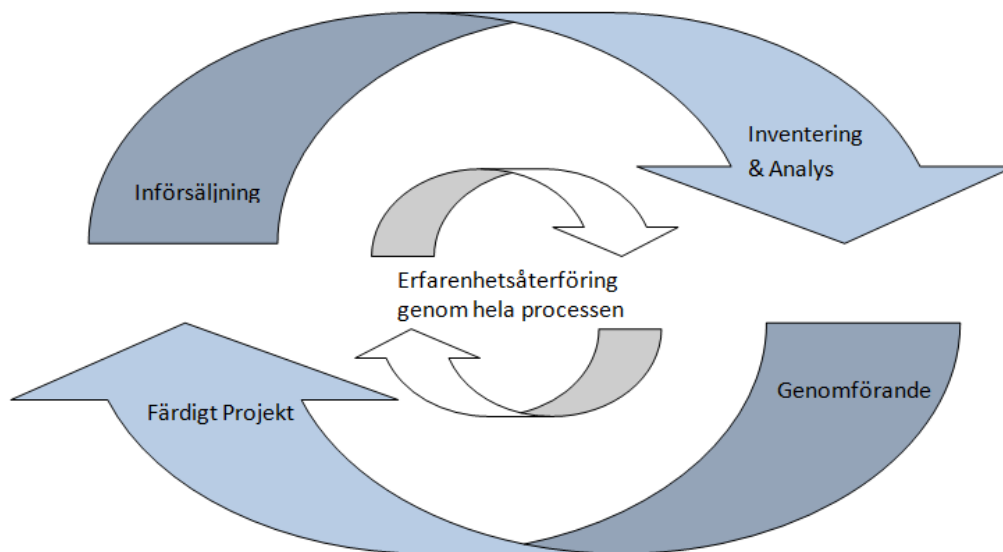 Införsäljning
Inventering
& Analys
Erfarenhetsåterföring
genom hela processen
Genomförande
Färdigt Projekt